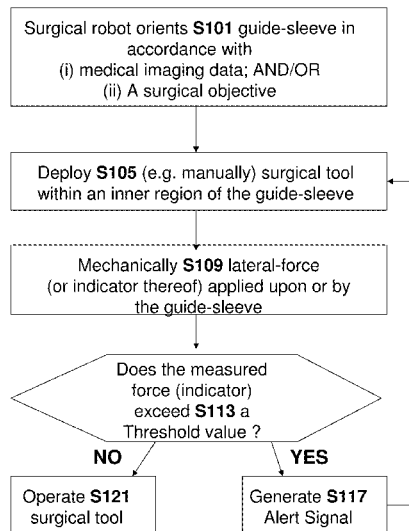 Surgical robot orients S101 guide-sleeve in
accordance with
(i) medical imaging data; AND/OR
(ii) A surgical objective
Deploy S105 (e.g. manually) surgical tool
within an inner region of the guide-sleeve
Mechanically S109 lateral-force
(or indicator thereof) applied upon or by
the guide-sleeve
Does the measured
force (indicator)
exceed S113 a
Threshold value ?
NO
YES
Operate S121
surgical tool
Generate S117
Alert Signal